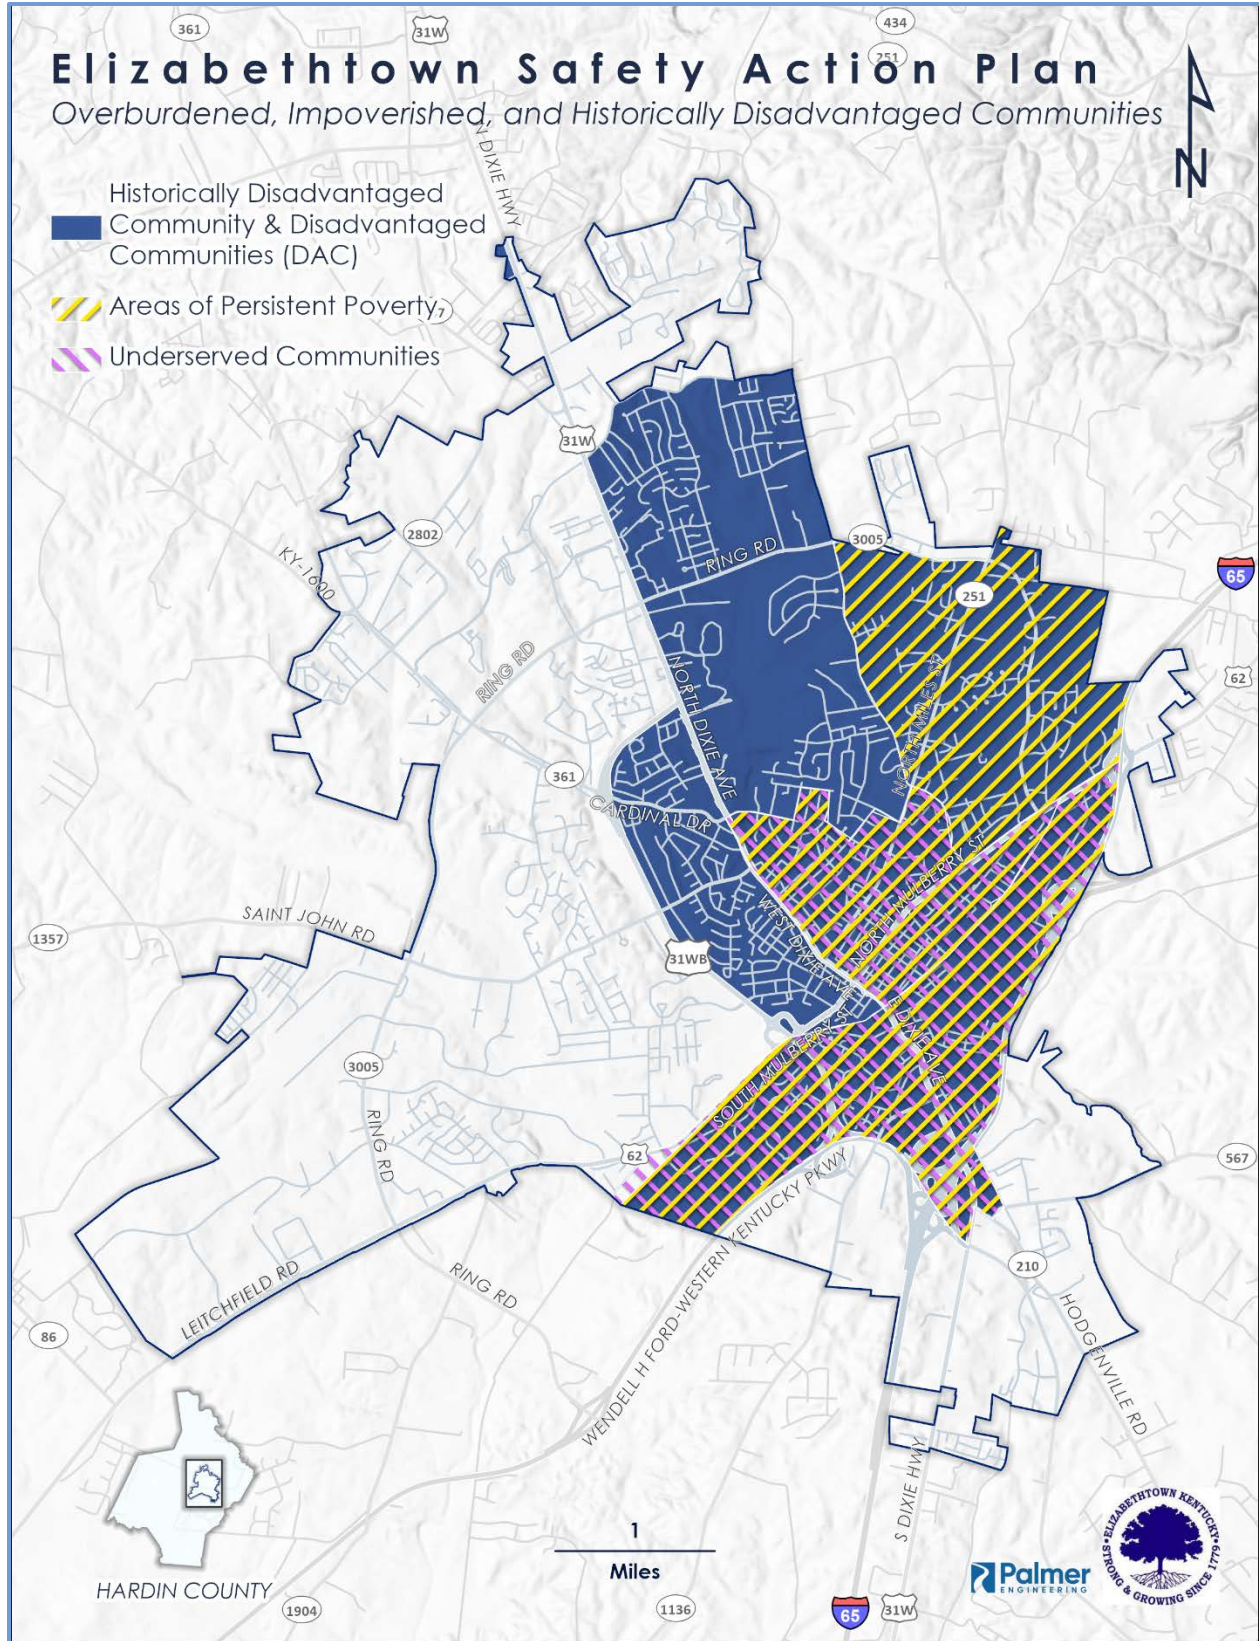 361
31W
434
251
Elizabethtown Safety Action Plan
Overburdened, Impoverished, and Historically Disadvantaged Communities
N
N DIXIE HWY
Historically Disadvantaged
Community & Disadvantaged
Communities (DAC)
Areas of Persistent Poverty
7
Underserved Communities
31W
2802
3005
KY-1600
RING RD
65
251
RING RD
62
NORTH DIXIE AVE
NORTH MILES ST
361
CARDINAL DR
NORTH MULBERRY ST
SAINT JOHN RD
1357
WEST DIXIE AVE
31WB
E DIXIE AVE
SOUTH MULBERRY ST
3005
RING RD
62
567
WENDELL H FORD-WESTERN KENTUCKY PKWY
LEITCHFIELD RD
RING RD
210
HODGENVILLE RD
86
S DIXIE HWY
HARDIN COUNTY
1
Miles
Palmer
ENGINEERING
ELIZABETHTOWN KENTUCKY
STRONG & GROWING SINCE 1779
1904
1136
65
31W